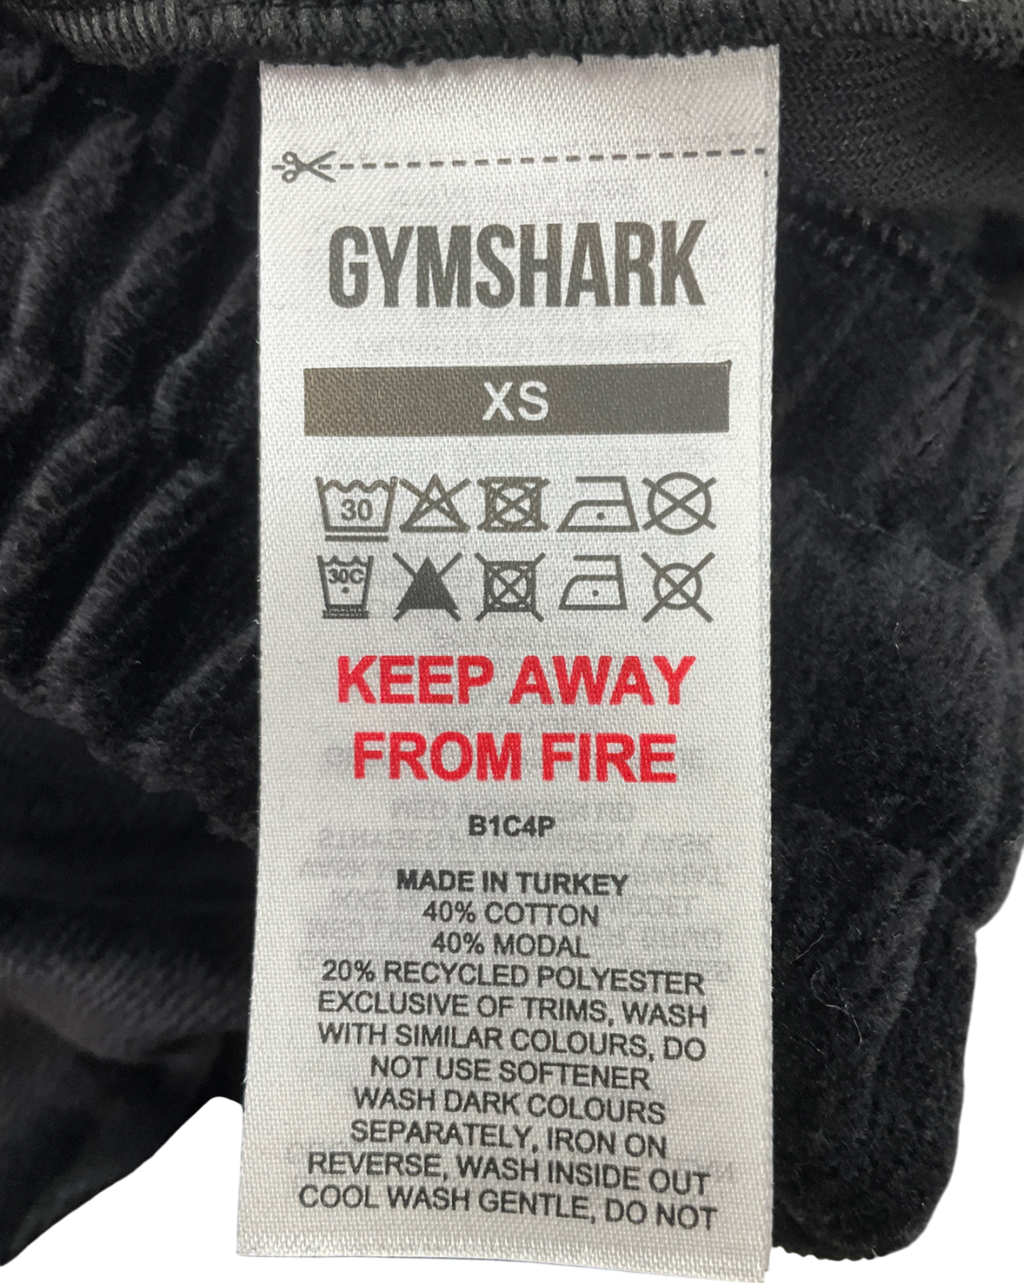 GYMSHARK
XS
30
30C
KEEP AWAY
FROM FIRE
B1C4P
MADE IN TURKEY
40% COTTON
40% MODAL
20% RECYCLED POLYESTER
EXCLUSIVE OF TRIMS, WASH
WITH SIMILAR COLOURS, DO
NOT USE SOFTENER
WASH DARK COLOURS
SEPARATELY, IRON ON
REVERSE, WASH INSIDE OUT
COOL WASH GENTLE, DO NOT